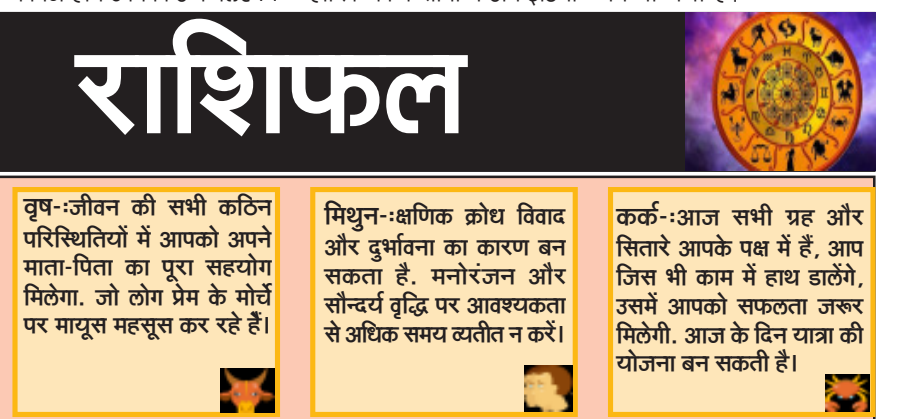 राशिफल
वृष-ःजीवन की सभी कठिन
परिस्थितियों में आपको अपने
माता-पिता का पूरा सहयोग
मिलेगा. जो लोग प्रेम के मोर्चे
पर मायूस महसूस कर रहे हैं।
मिथुन-ःक्षणिक क्रोध विवाद
और दुर्भावना का कारण बन
सकता है. मनोरंजन और
सौन्दर्य वृद्धि पर आवश्यकता
से अधिक समय व्यतीत न करें।
कर्क-ःआज सभी ग्रह और
सितारे आपके पक्ष में हैं, आप
जिस भी काम में हाथ डालेंगे,
उसमें आपको सफलता जरूर
मिलेगी. आज के दिन यात्रा की
योजना बन सकती है।